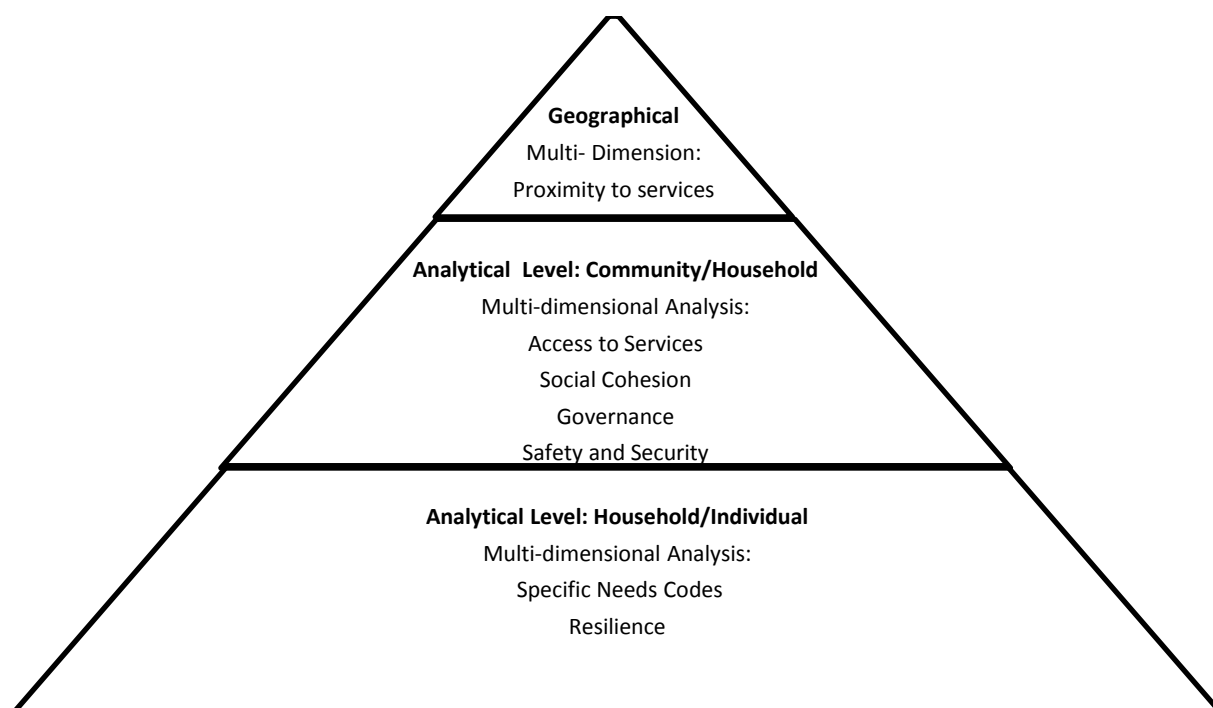 Geographical
Multi- Dimension:
Proximity to services
Analytical  Level: Community/Household
Multi-dimensional Analysis:
Access to Services
Social Cohesion
Governance
Safety and Security
Analytical Level: Household/Individual
Multi-dimensional Analysis:
Specific Needs Codes
Resilience